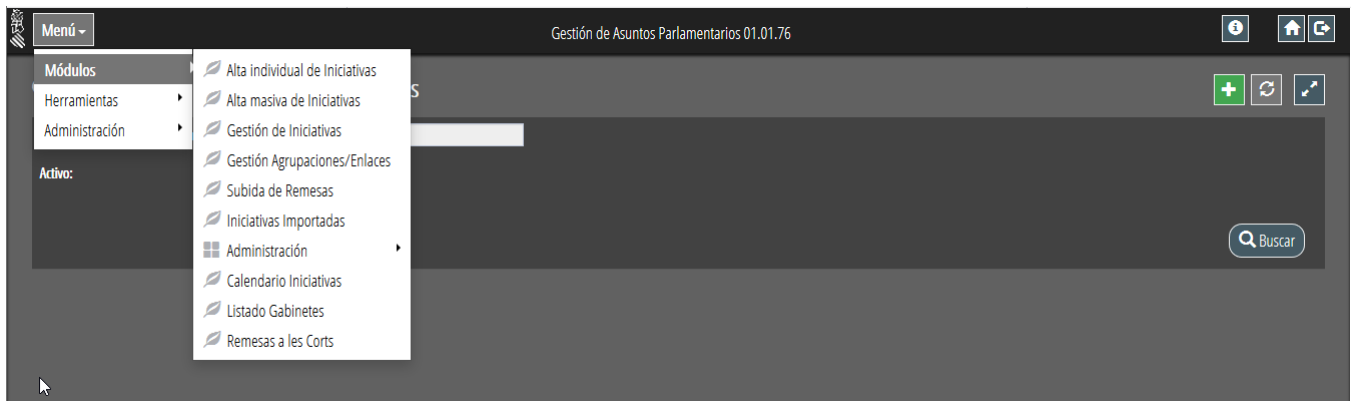 Menú
Gestión de Asuntos Parlamentarios 01.01.76
Módulos
Herramientas
Administración
Alta individual de Iniciativas
Alta masiva de Iniciativas
Gestión de Iniciativas
Gestión Agrupaciones/Enlaces
Subida de Remesas
Iniciativas Importadas
Administración
Calendario Iniciativas
Listado Gabinetes
Remesas a les Corts
Activo:
Buscar